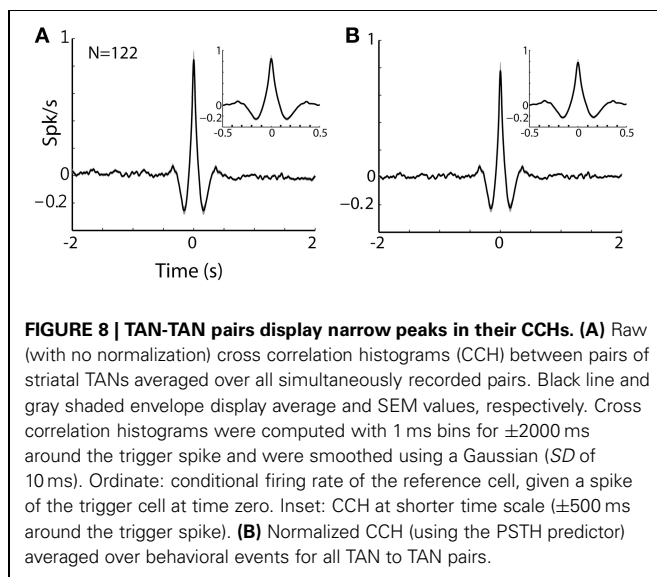 A
B
1
N=122
Spk/s
0
−0.2
-2
0
2
Time (s)
1
0
−0.2
-0.5
0
0.5
1
0
−0.2
-2
0
2
1
0
−0.2
-0.5
0
0.5
FIGURE 8 | TAN-TAN pairs display narrow peaks in their CCHs. (A) Raw
(with no normalization) cross correlation histograms (CCH) between pairs of
striatal TANs averaged over all simultaneously recorded pairs. Black line and
gray shaded envelope display average and SEM values, respectively. Cross
correlation histograms were computed with 1 ms bins for ±2000 ms
around the trigger spike and were smoothed using a Gaussian (SD of
10 ms). Ordinate: conditional firing rate of the reference cell, given a spike
of the trigger cell at time zero. Inset: CCH at shorter time scale (±500 ms
around the trigger spike). (B) Normalized CCH (using the PSTH predictor)
averaged over behavioral events for all TAN to TAN pairs.